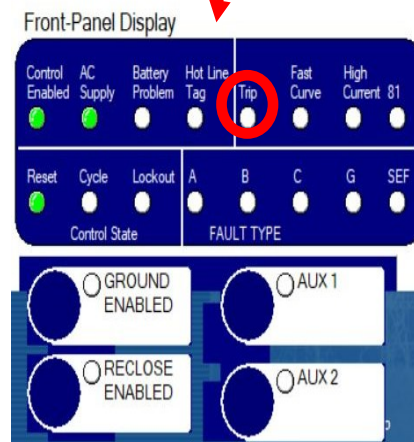 Front-Panel Display
Control Enabled
AC Supply
Battery Problem
Hot Line Tag
Trip
Fast Curve
High Current
81
Reset
Cycle
Lockout
A
B
C
G
SEF
Control State
FAULT TYPE
GROUND ENABLED
AUX 1
RECLOSE ENABLED
AUX 2